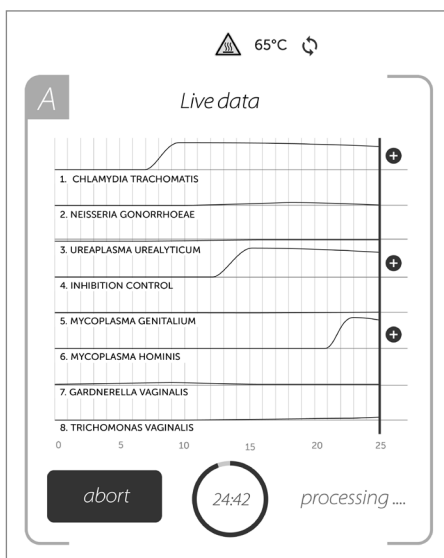 65°C
A
Live data
1. CHLAMYDIA TRACHOMATIS
2. NEISSERIA GONORRHOEAE
3. UREAPLASMA UREALYTICUM
4. INHIBITION CONTROL
5. MYCOPLASMA GENITALIUM
6. MYCOPLASMA HOMINIS
7. GARDNERELLA VAGINALIS
8. TRICHOMONAS VAGINALIS
0 5 10 15 20 25
abort 24:42 processing ....